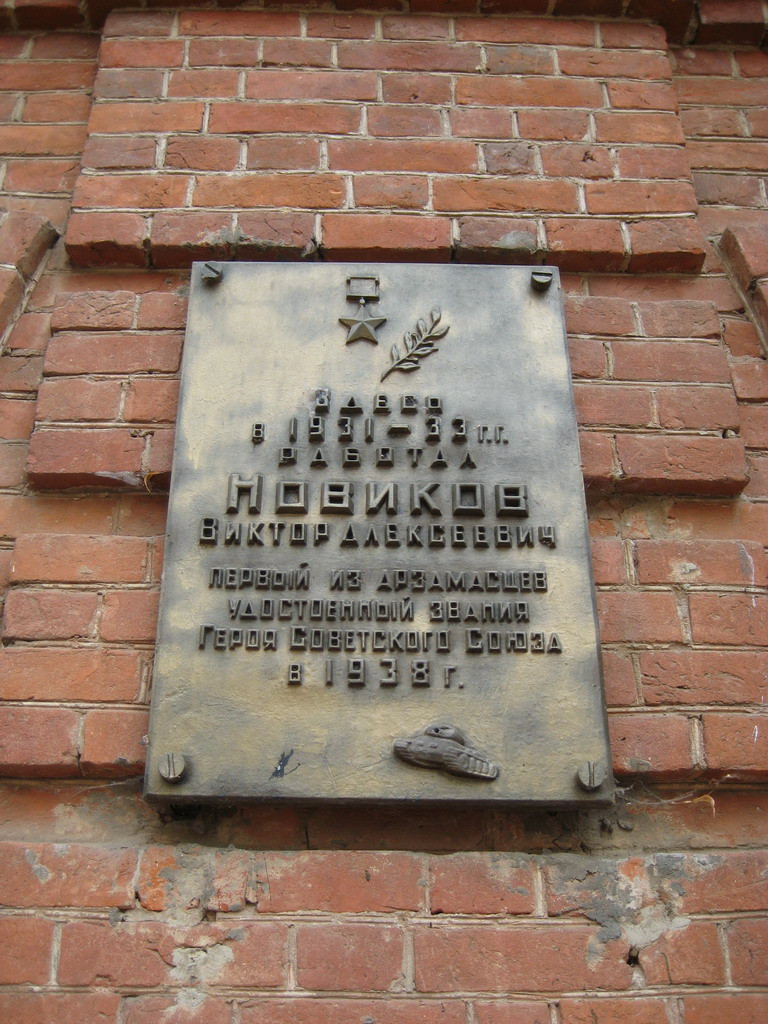 Здесь
в 1931-33 г.г.
работал
Новиков
Виктор Алексеевич
первый из арзамасцев
удостоенный звания
Героя Советского Союза
в 1938 г.